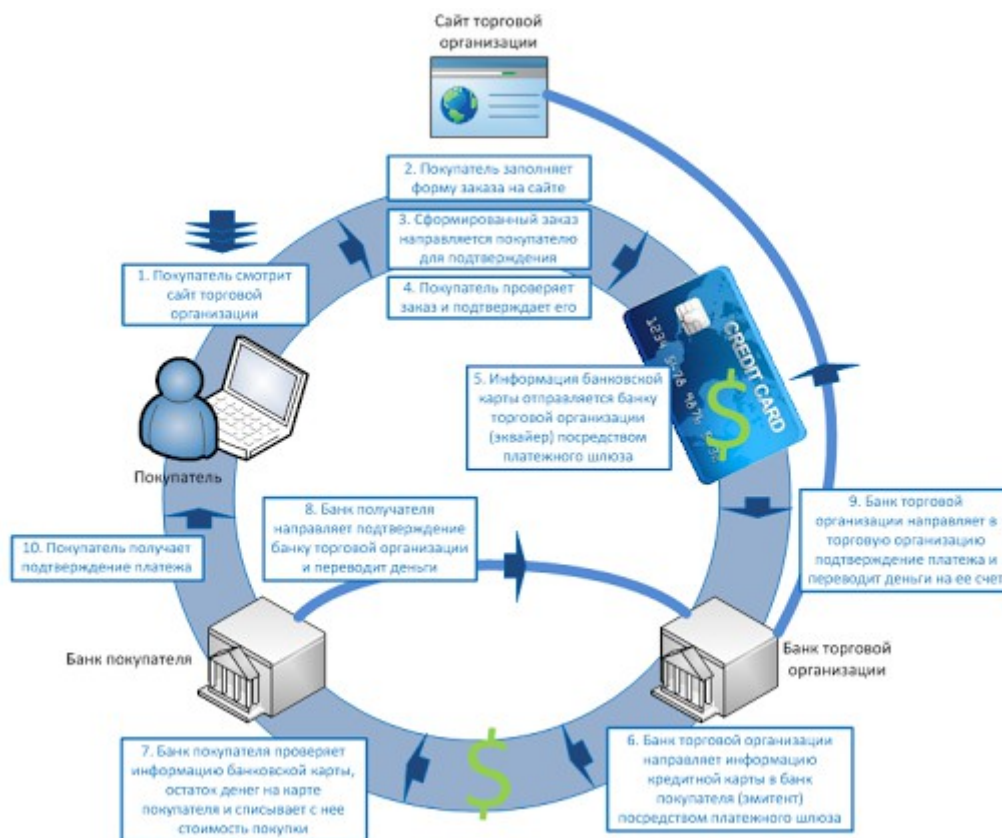 Сайт торговой
организации
2. Покупатель заполняет
форму заказа на сайте
3. Сформированный заказ
направляется покупателю
для подтверждения
4. Покупатель проверяет
заказ и подтверждает его
1. Покупатель смотрит
сайт торговой
организации
CREDIT CARD
1234 5678 9876
5. Информация банковской
карты отправляется банку
торговой организации
(эквайер) посредством
платежного шлюза
Покупатель
8. Банк получателя
направляет подтверждение
банку торговой организации
и переводит деньги
9. Банк торговой
организации направляет в
торговую организацию
подтверждение платежа и
переводит деньги на ее счет
10. Покупатель получает
подтверждение платежа
Банк покупателя
Банк торговой
организации
7. Банк покупателя проверяет
информацию банковской карты,
остаток денег на карте
покупателя и списывает с нее
стоимость покупки
6. Банк торговой организации
направляет информацию
кредитной карты в банк
покупателя (эмитент)
посредством платежного шлюза